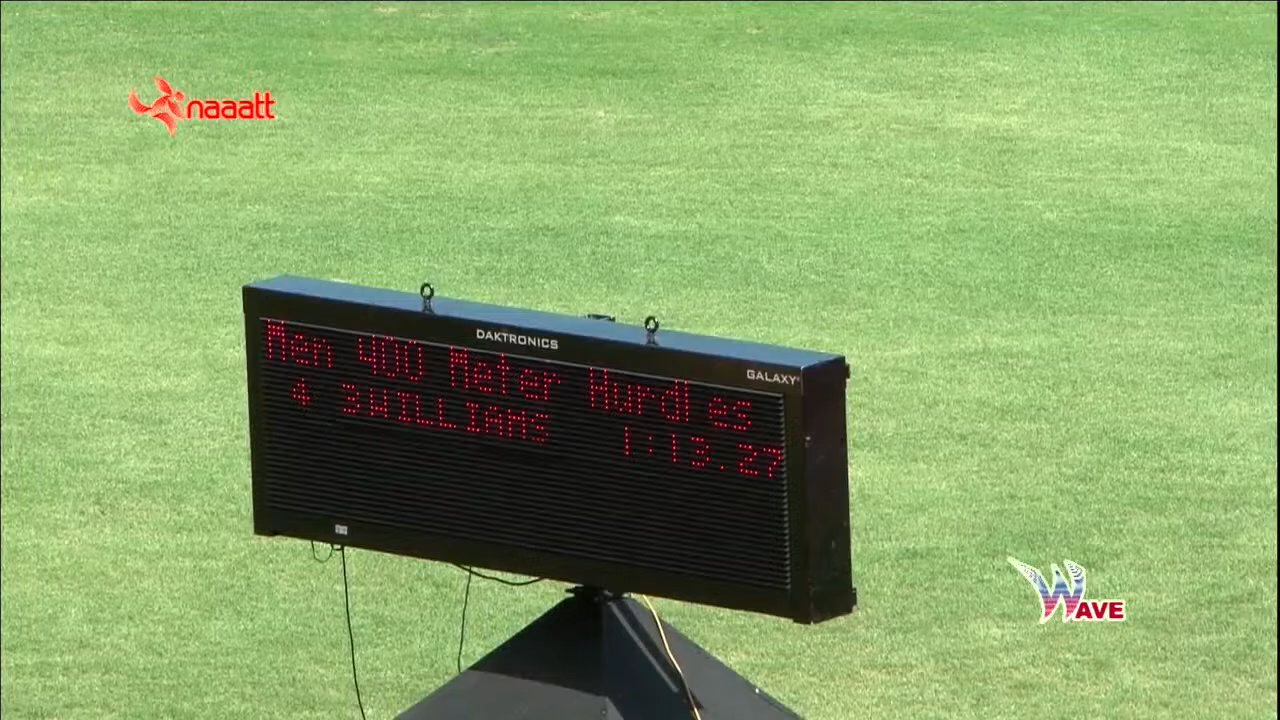 naaatt
DAKTRONICS
GALAXY
Men 400 Meter Hurdles
4 3WILLIAMS 1:13.27
WAVE